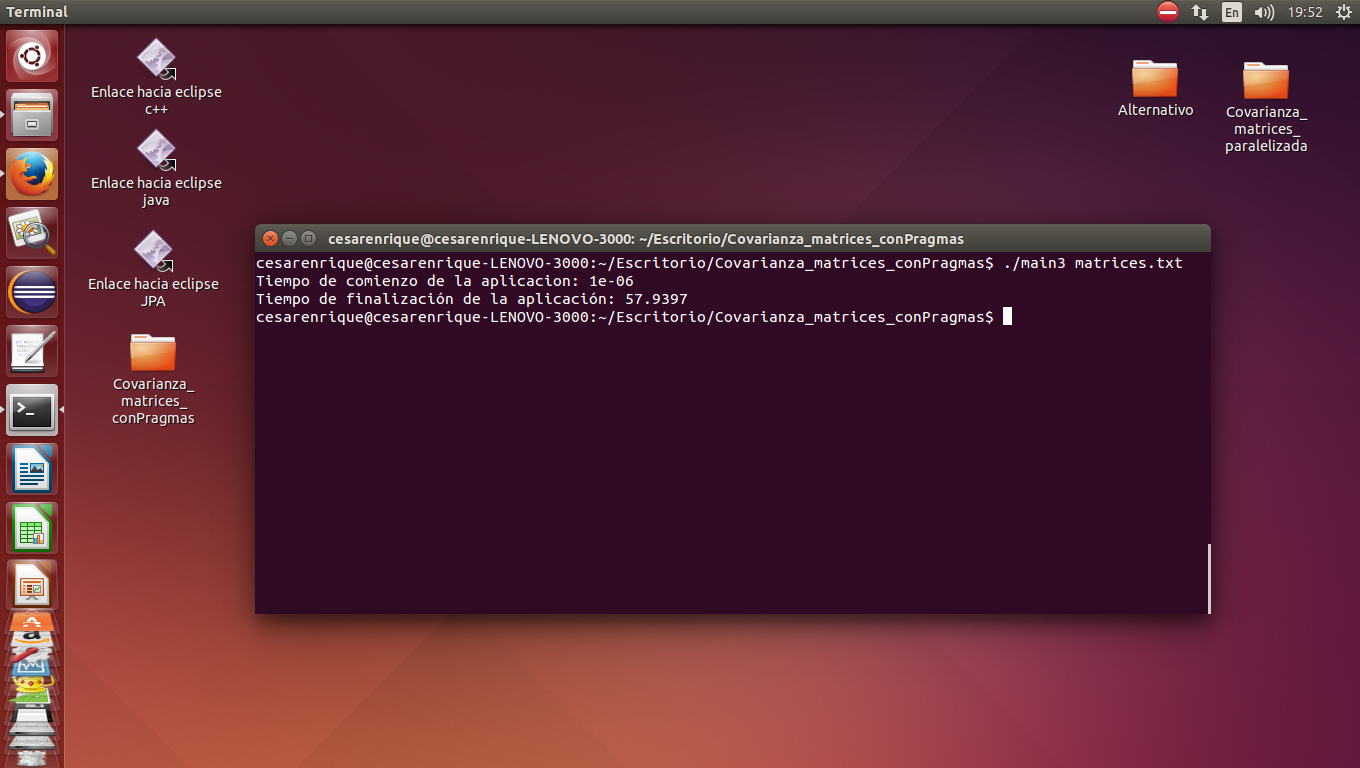 Terminal
En
19:52
Enlace hacia eclipse
c++
Enlace hacia eclipse
java
Enlace hacia eclipse
JPA
Covarianza_
matrices_
conPragmas
Alternativo
Covarianza_
matrices_
paralelizada
cesarenrique@cesarenrique-LENOVO-3000: ~/Escritorio/Covarianza_matrices_conPragmas
cesarenrique@cesarenrique-LENOVO-3000:~/Escritorio/Covarianza_matrices_conPragmas$ ./main3 matrices.txt
Tiempo de comienzo de la aplicacion: 1e-06
Tiempo de finalización de la aplicación: 57.9397
cesarenrique@cesarenrique-LENOVO-3000:~/Escritorio/Covarianza_matrices_conPragmas$